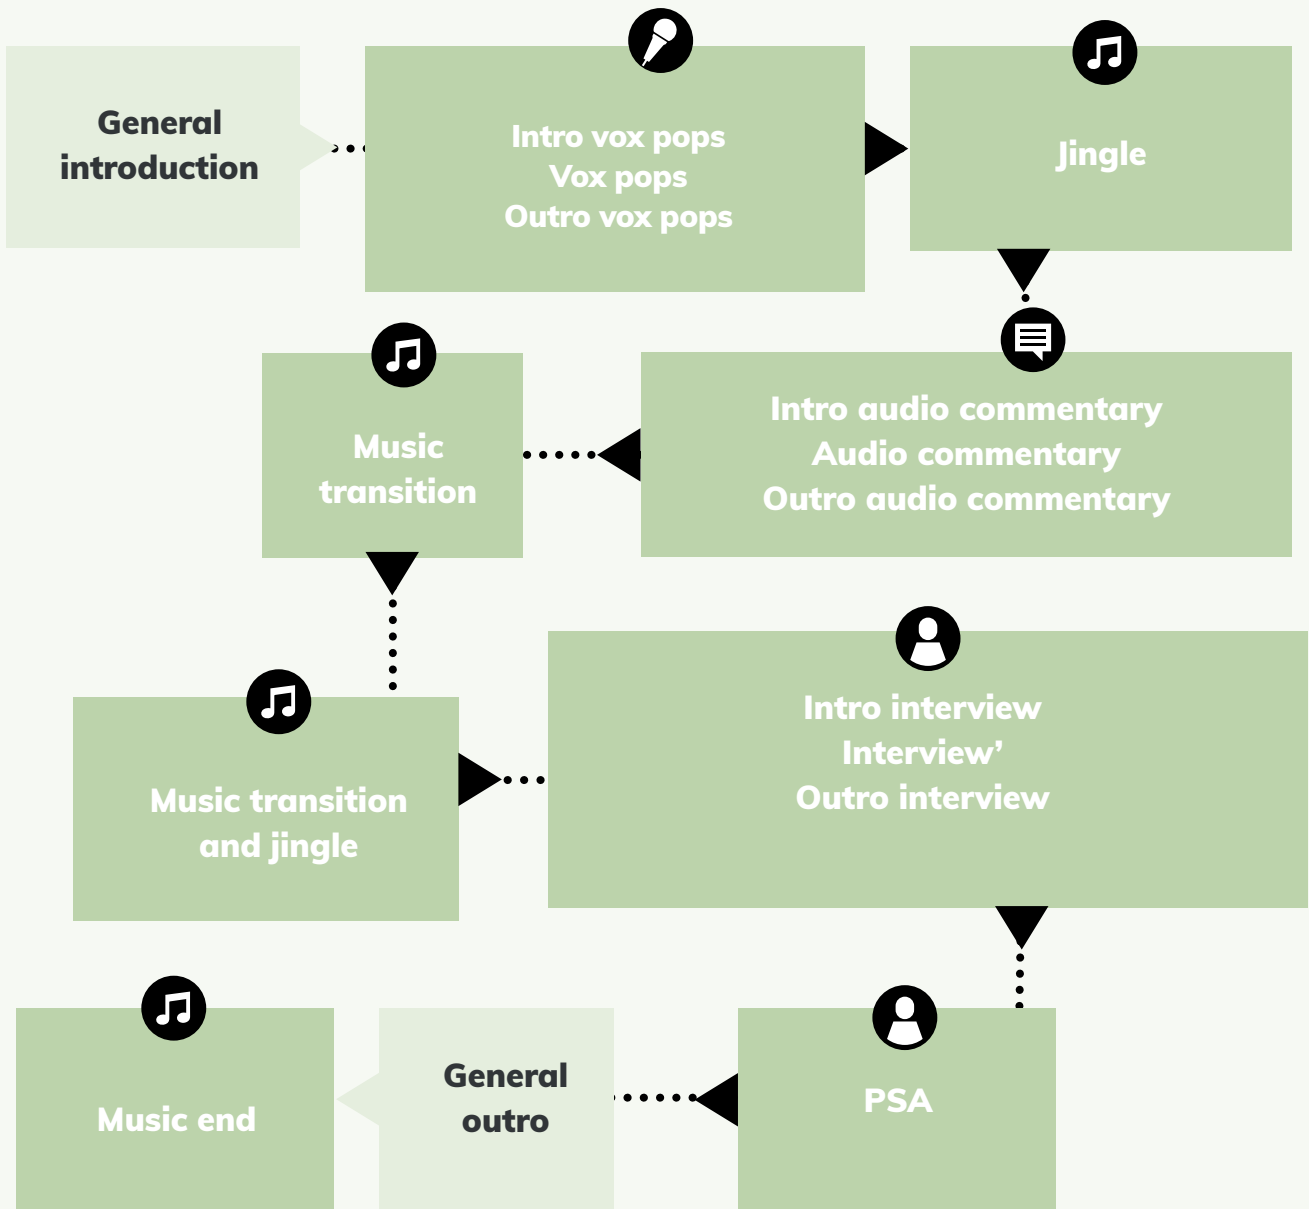 General
introduction
Intro vox pops
Vox pops
Outro vox pops
Jingle
Intro audio commentary
Audio commentary
Outro audio commentary
Music
transition
Music transition
and jingle
Intro interview
Interview’
Outro interview
PSA
General
outro
Music end